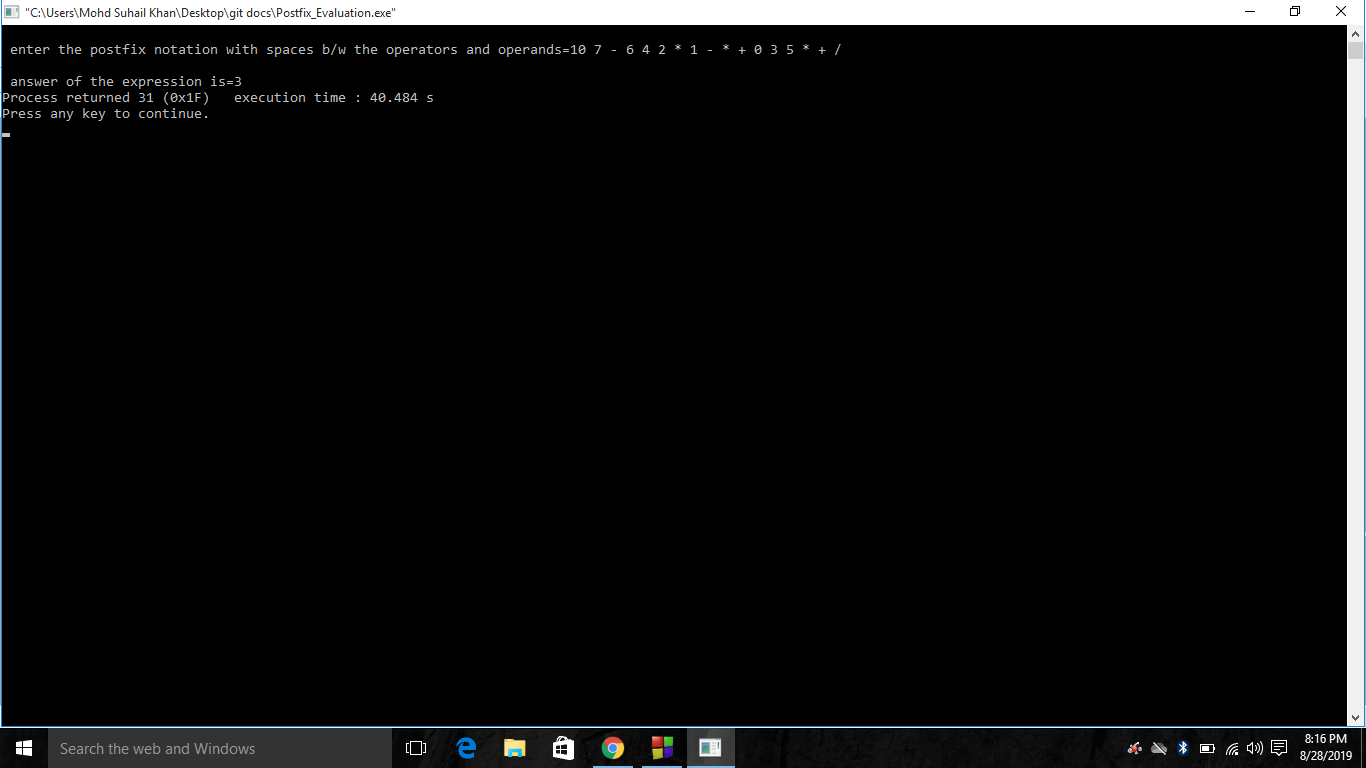 "C:\Users\Mohd Suhail Khan\Desktop\git docs\Postfix_Evaluation.exe"
enter the postfix notation with spaces b/w the operators and operands=10 7 - 6 4 2 * 1 - * + 0 3 5 * + /
answer of the expression is=3
Process returned 31 (0x1F)   execution time : 40.484 s
Press any key to continue.
Search the web and Windows
8:16 PM
8/28/2019